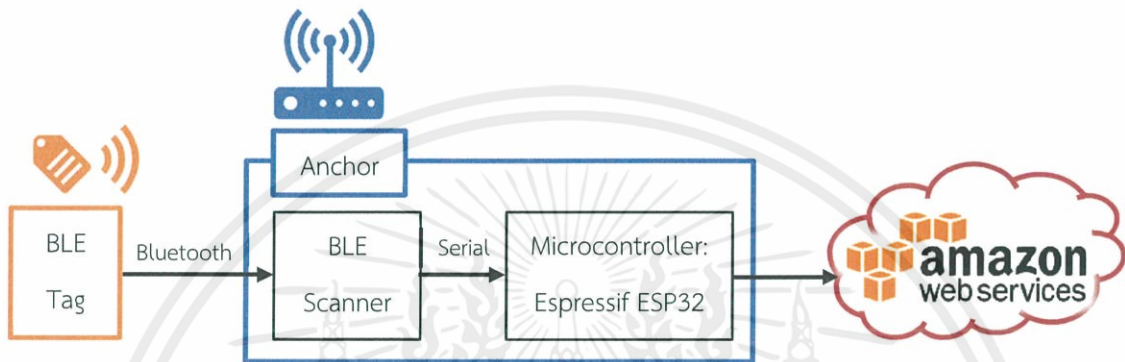 Anchor
BLE
Tag
Bluetooth
BLE
Scanner
Serial
Microcontroller:
Espressif ESP32
amazon
web services